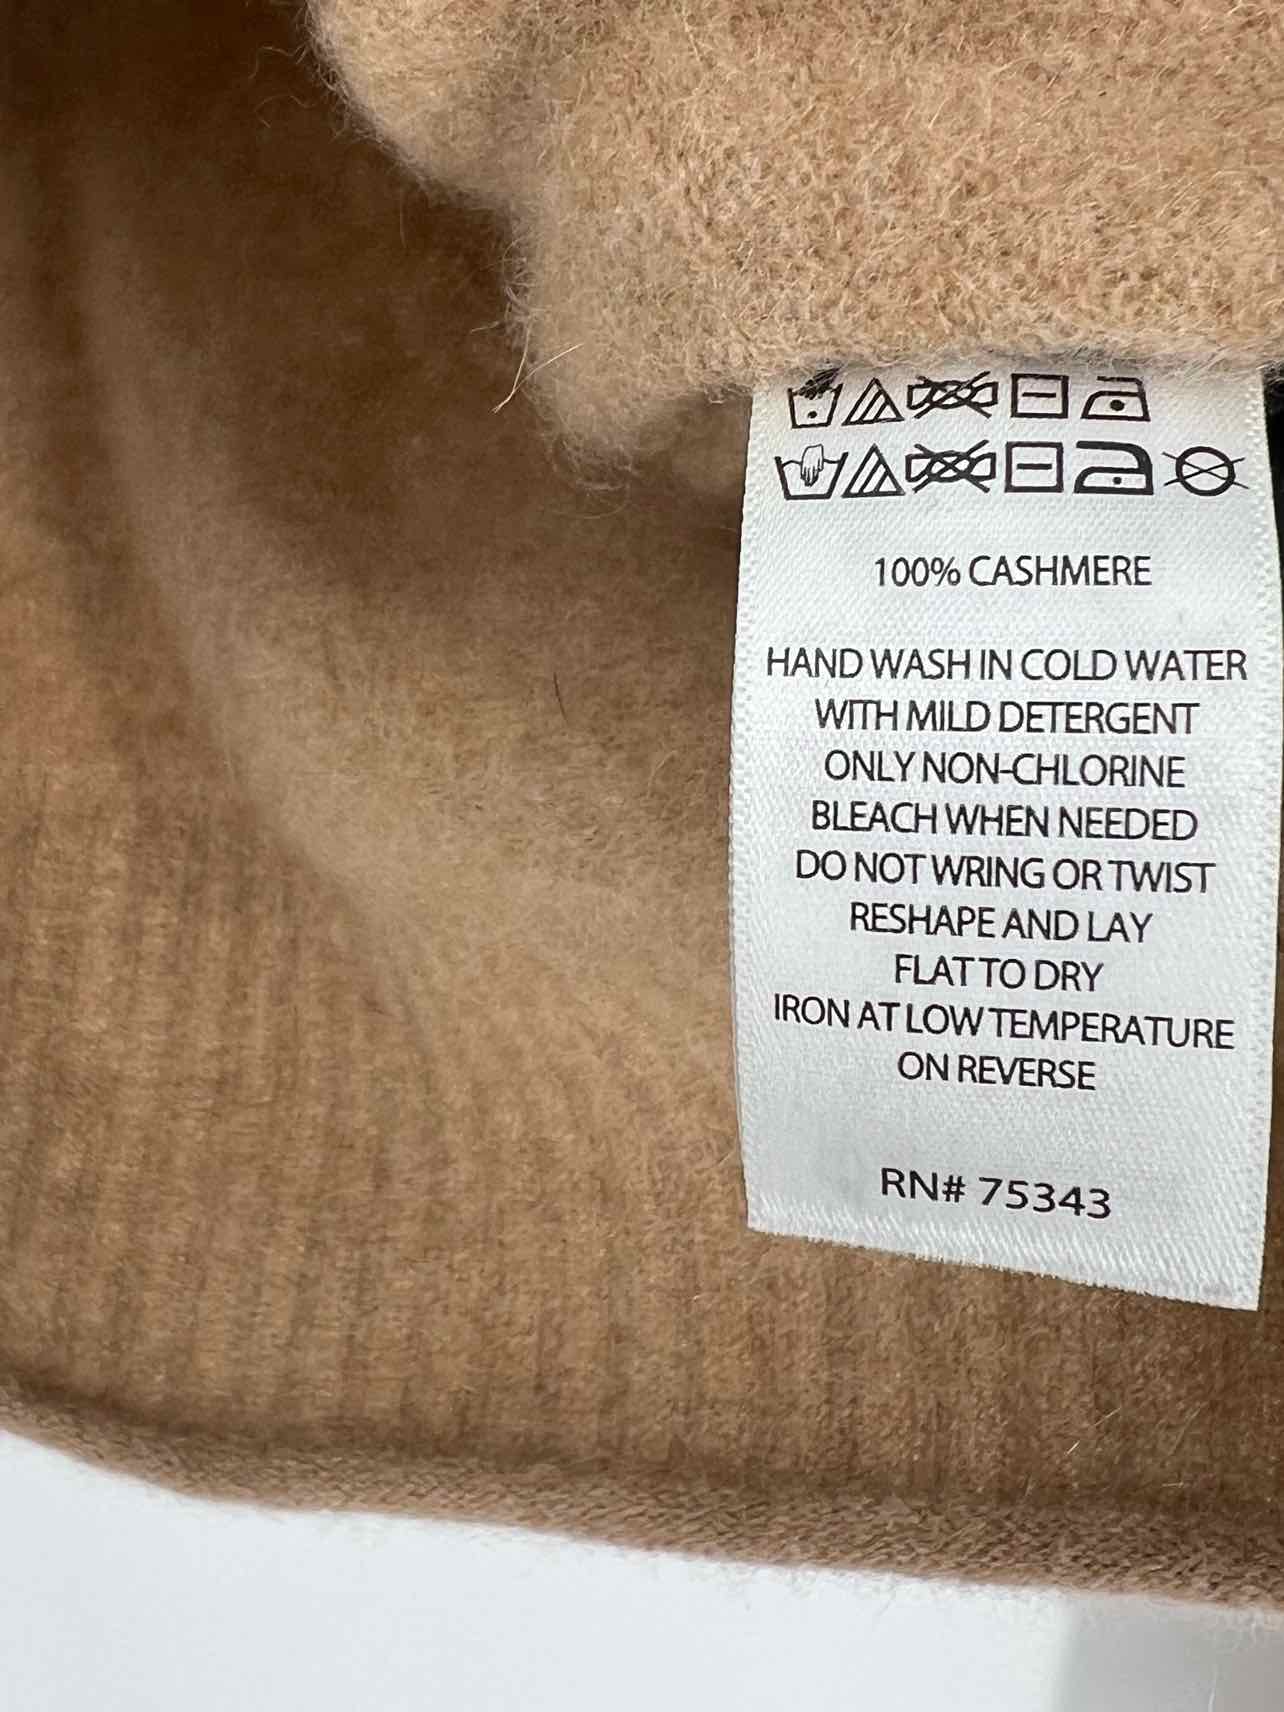 100% CASHMERE
HAND WASH IN COLD WATER
WITH MILD DETERGENT
ONLY NON-CHLORINE
BLEACH WHEN NEEDED
DO NOT WRING OR TWIST
RESHAPE AND LAY
FLAT TO DRY
IRON AT LOW TEMPERATURE
ON REVERSE
RN# 75343